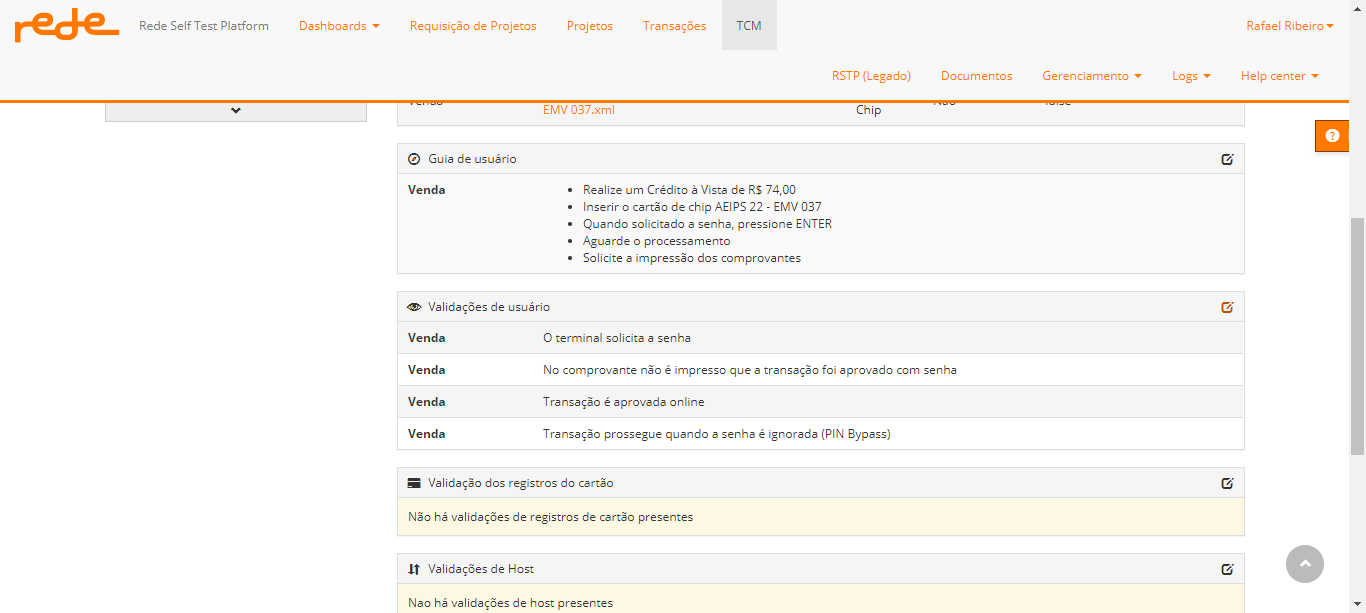 rede Rede Self Test Platform Dashboards Requisição de Projetos Projetos Transações TCM Rafael Ribeiro
RSTP (Legado) Documentos Gerenciamento Logs Help center
Venda EMV 037.xml Chip Não false
Guia de usuário
Venda
Realize um Crédito à Vista de R$ 74,00
Inserir o cartão de chip AEIPS 22 - EMV 037
Quando solicitado a senha, pressione ENTER
Aguarde o processamento
Solicite a impressão dos comprovantes
Validações de usuário
Venda O terminal solicita a senha
Venda No comprovante não é impresso que a transação foi aprovado com senha
Venda Transação é aprovada online
Venda Transação prossegue quando a senha é ignorada (PIN Bypass)
Validação dos registros do cartão
Não há validações de registros de cartão presentes
Validações de Host
Nao há validações de host presentes